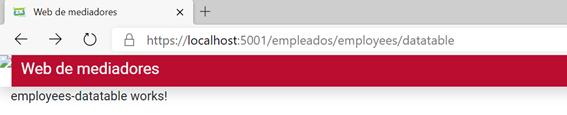 Web de mediadores
https://localhost:5001/empleados/employees/datatable
Web de mediadores
employees-datatable works!